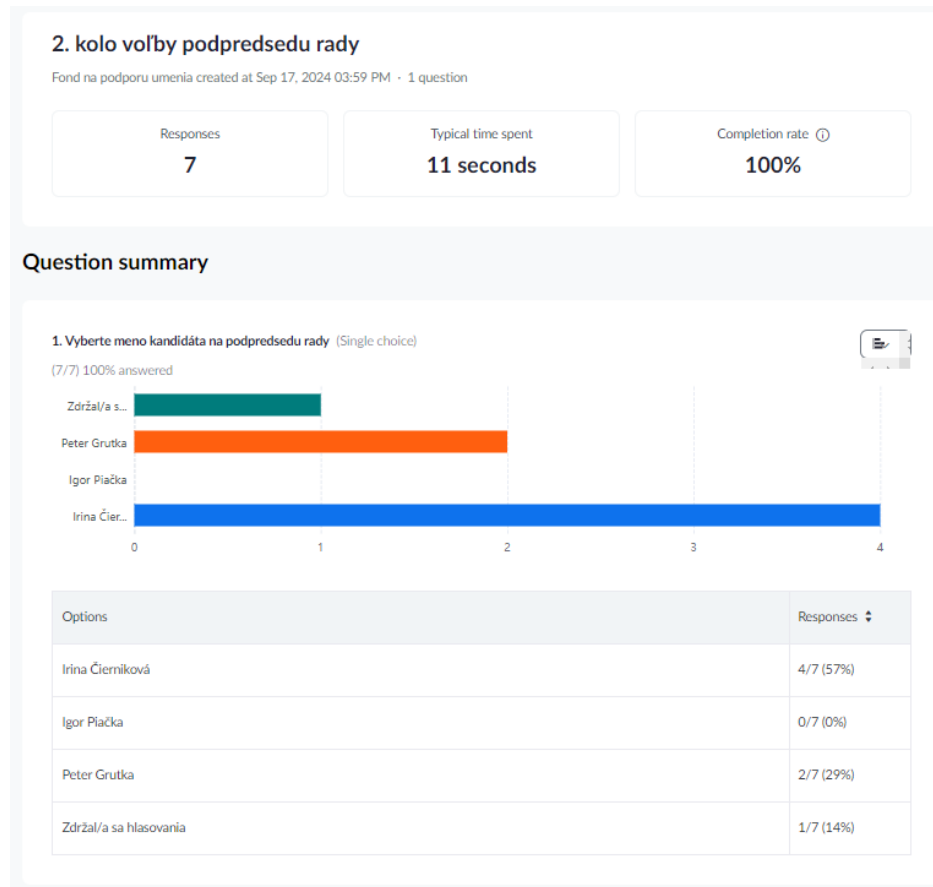 2. kolo voľby podpredsedu rady
Fond na podporu umenia created at Sep 17, 2024 03:59 PM · 1 question
Responses
7
Typical time spent
11 seconds
Completion rate
100%
Question summary
1. Vyberte meno kandidáta na podpredsedu rady (Single choice)
(7/7) 100% answered
Zdržal/a s...
Peter Grutka
Igor Piačka
Irina Čier...
0 1 2 3 4
Options Responses
Irina Čierniková 4/7 (57%)
Igor Piačka 0/7 (0%)
Peter Grutka 2/7 (29%)
Zdržal/a sa hlasovania 1/7 (14%)